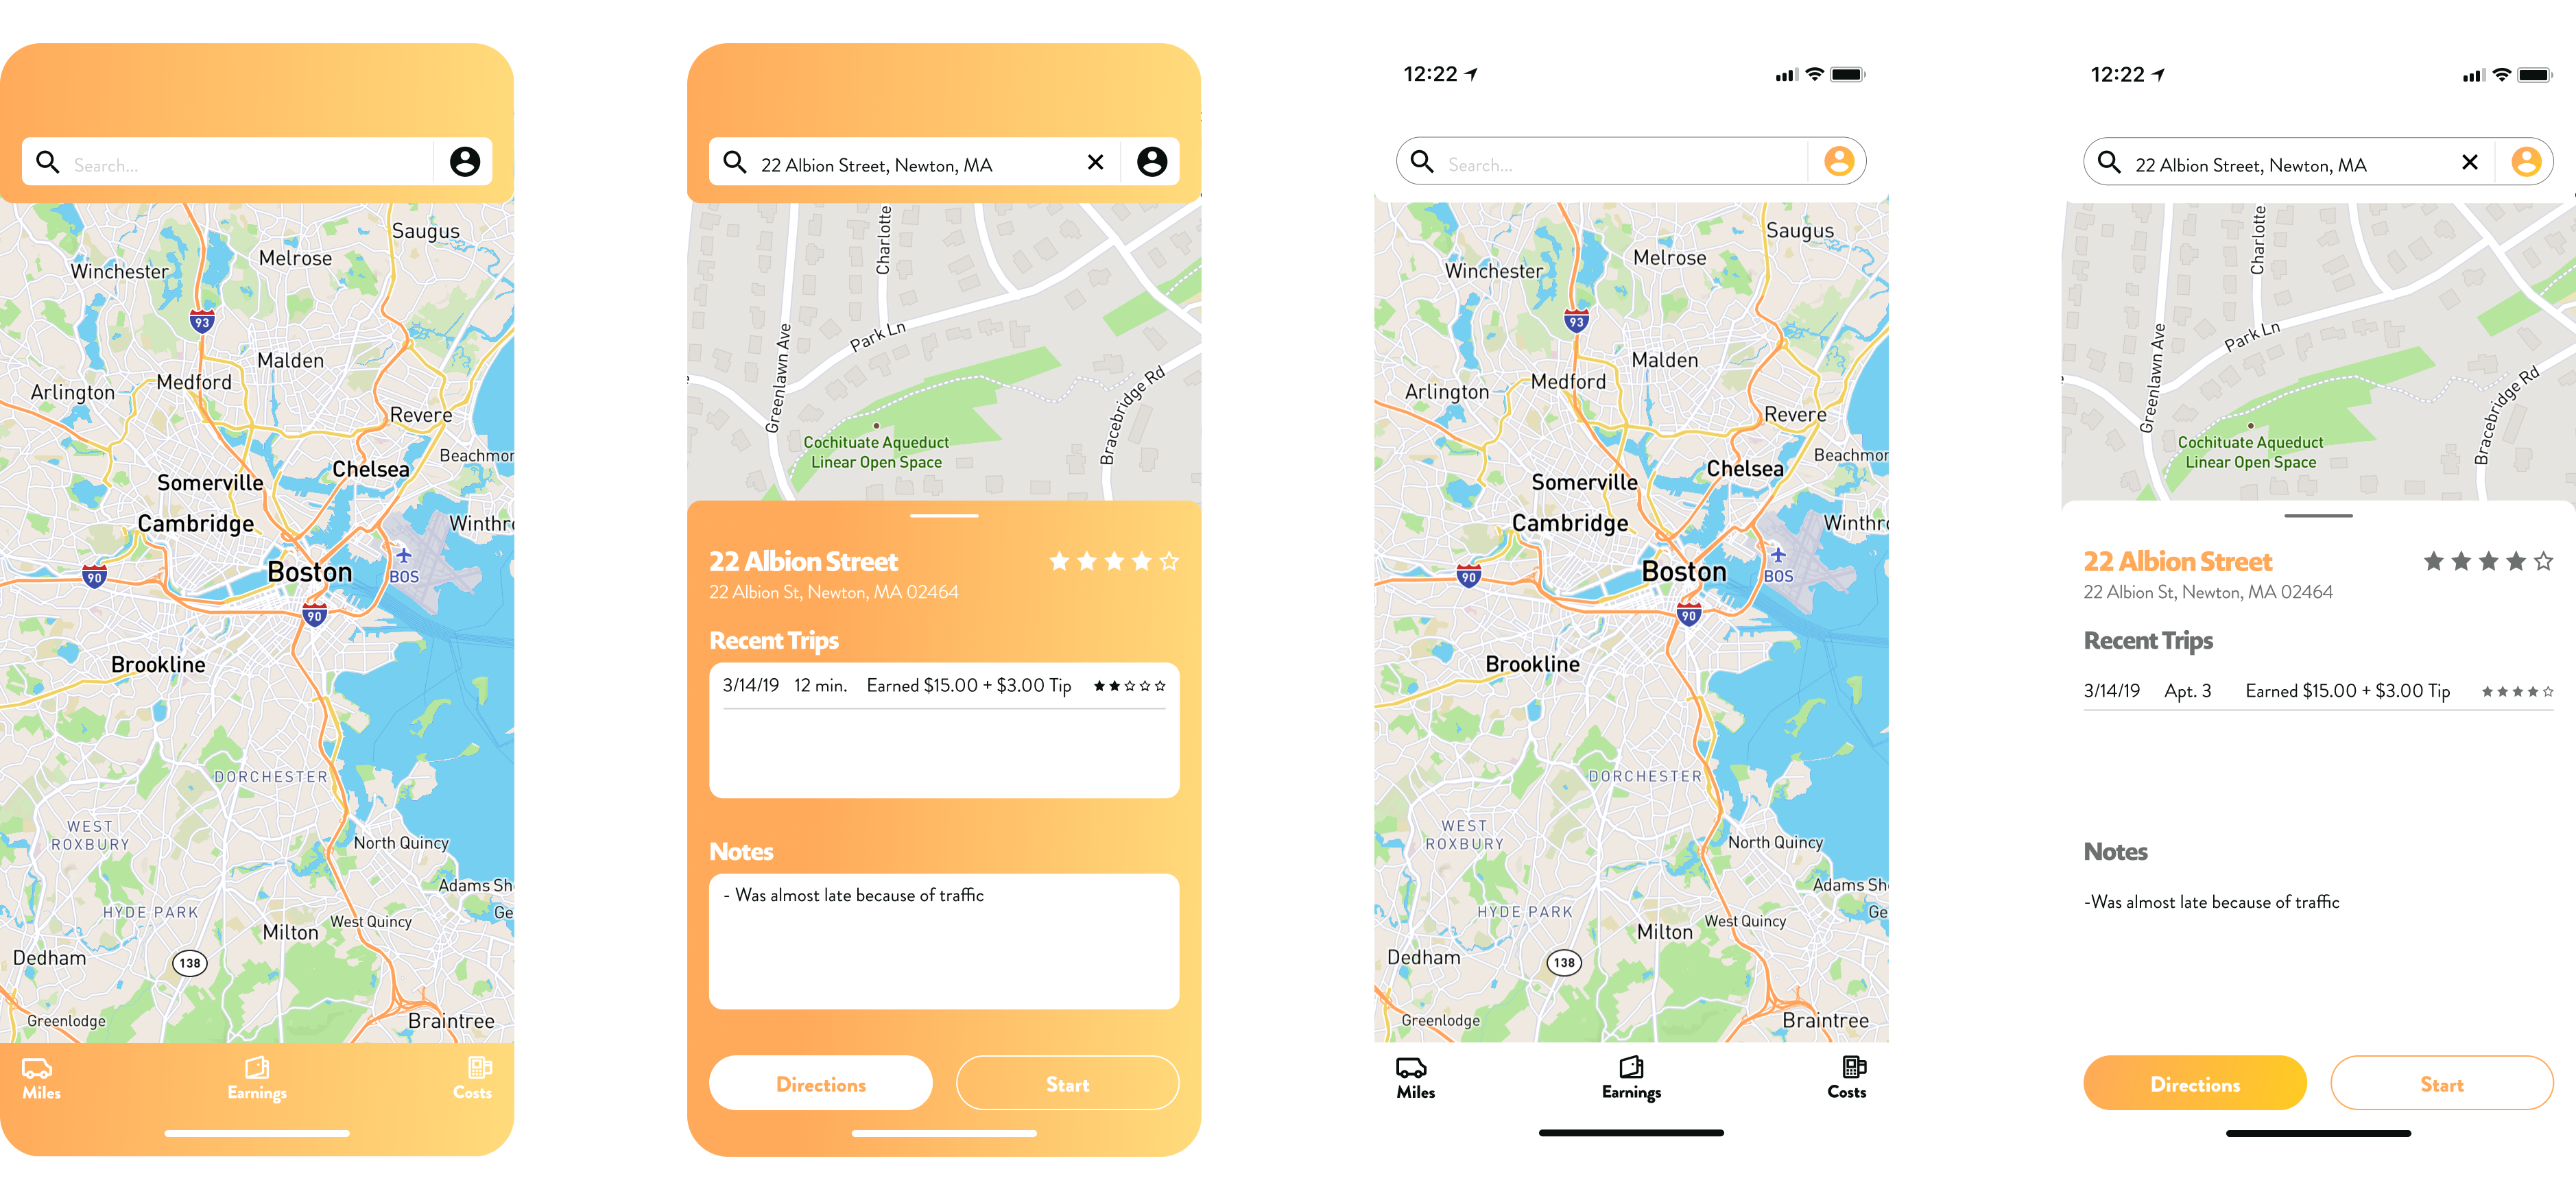 Search...
Saugus
Melrose
Winchester
93
Malden
Medford
Arlington
Revere
Beachmor
Chelsea
Somerville
Cambridge
Winthr
Boston
BOS
90
90
Brookline
DORCHESTER
WEST
ROXBURY
North Quincy
Adams Sh
HYDE PARK
Ge
West Quincy
Milton
Dedham
138
Greenlodge
Braintree
Miles
Earnings
Costs
22 Albion Street, Newton, MA
Charlotte
Park Ln
Greenlawn Ave
Bracebridge Rd
Cochituate Aqueduct
Linear Open Space
22 Albion Street
22 Albion St, Newton, MA 02464
Recent Trips
3/14/19 12 min. Earned $15.00 + $3.00 Tip
Notes
- Was almost late because of traffic
Directions
Start
12:22
Search...
Saugus
Melrose
Winchester
93
Malden
Medford
Arlington
Revere
Beachmor
Chelsea
Somerville
Cambridge
Winthr
Boston
BOS
90
90
Brookline
DORCHESTER
WEST
ROXBURY
North Quincy
Adams Sh
HYDE PARK
Ge
West Quincy
Milton
Dedham
138
Greenlodge
Braintree
Miles
Earnings
Costs
12:22
22 Albion Street, Newton, MA
Charlotte
Park Ln
Greenlawn Ave
Bracebridge Rd
Cochituate Aqueduct
Linear Open Space
22 Albion Street
22 Albion St, Newton, MA 02464
Recent Trips
3/14/19 Apt. 3 Earned $15.00 + $3.00 Tip
Notes
-Was almost late because of traffic
Directions
Start